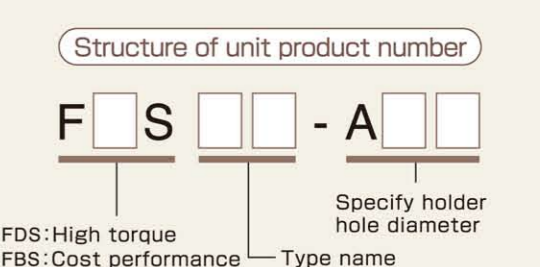 Structure of unit product number
F□S □□ - A□□
Specify holder
hole diameter
FDS:High torque
FBS:Cost performance
Type name